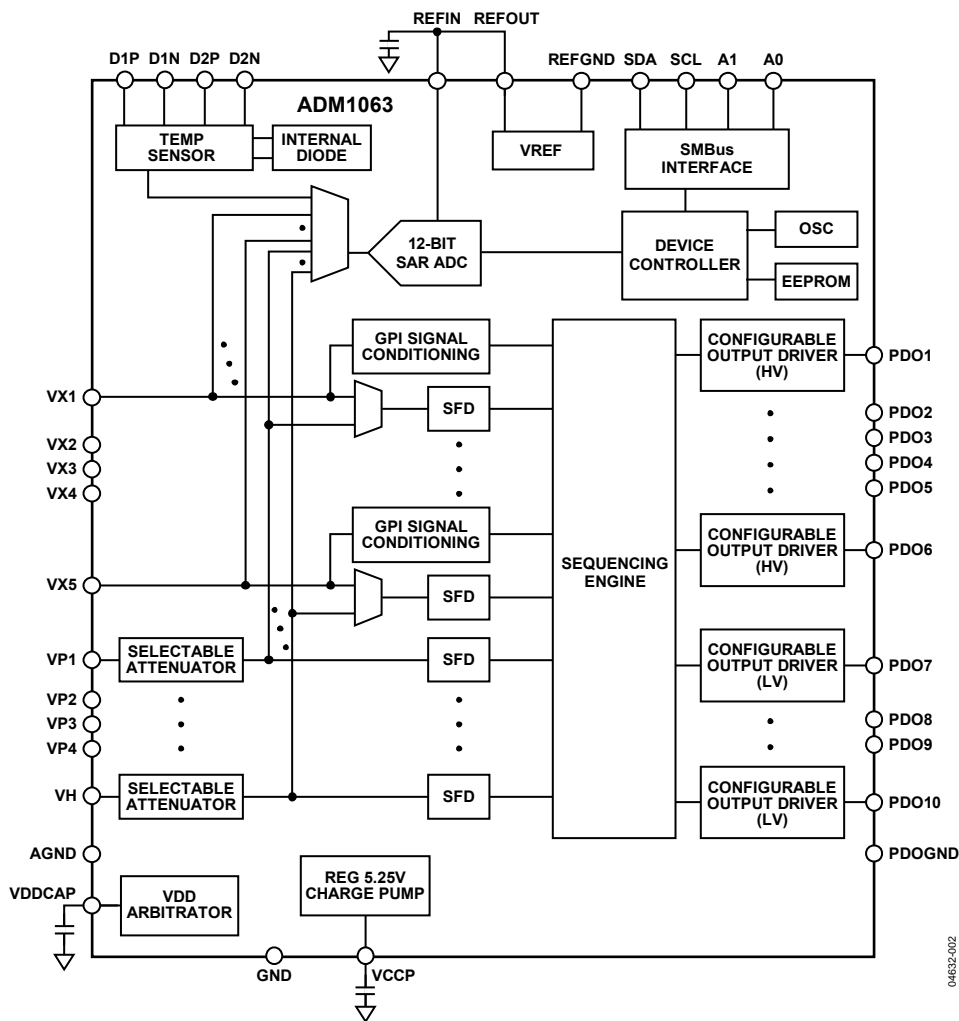 REFIN REFOUT
D1P D1N D2P D2N
REFGND SDA SCL A1 A0
ADM1063
TEMP
SENSOR
INTERNAL
DIODE
VREF
SMBus
INTERFACE
12-BIT
SAR ADC
DEVICE
CONTROLLER
OSC
EEPROM
GPI SIGNAL
CONDITIONING
CONFIGURABLE
OUTPUT DRIVER
(HV)
PDO1
VX1
SFD
PDO2
VX2
PDO3
VX3
PDO4
VX4
PDO5
GPI SIGNAL
CONDITIONING
CONFIGURABLE
OUTPUT DRIVER
(HV)
PDO6
SEQUENCING
ENGINE
VX5
SFD
VP1
SELECTABLE
ATTENUATOR
SFD
CONFIGURABLE
OUTPUT DRIVER
(LV)
PDO7
VP2
PDO8
VP3
PDO9
VP4
VH
SELECTABLE
ATTENUATOR
SFD
CONFIGURABLE
OUTPUT DRIVER
(LV)
PDO10
AGND
PDOGND
REG 5.25V
CHARGE PUMP
VDDCAP
VDD
ARBITRATOR
GND
VCCP
04632-002